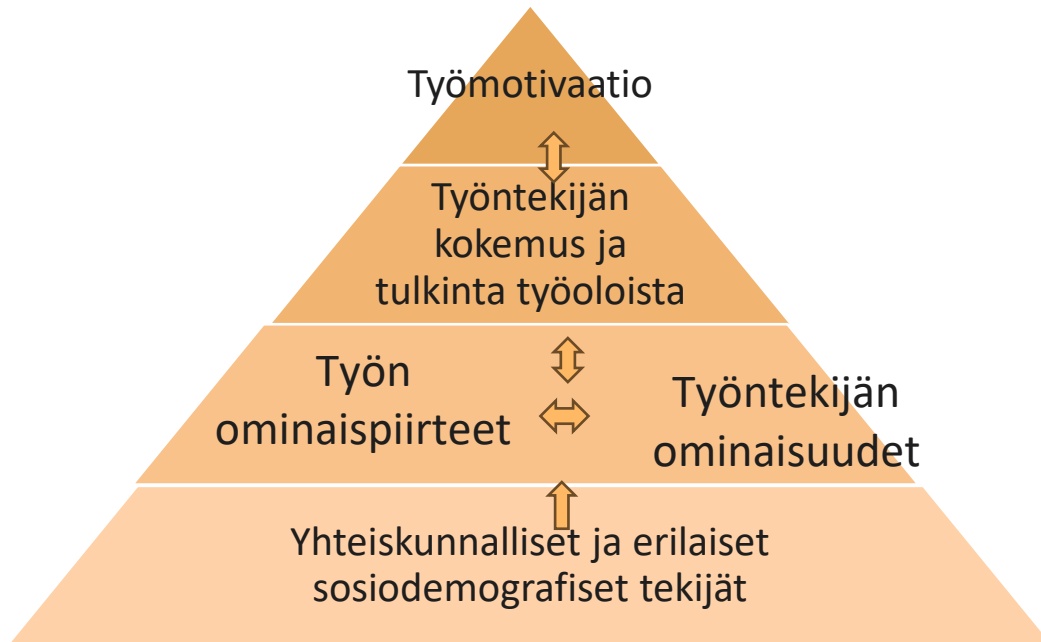 Työmotivaatio
Työntekijän
kokemus ja
tulkinta työoloista
Työn
ominaispiirteet
Työntekijän
ominaisuudet
Yhteiskunnalliset ja erilaiset
sosiodemografiset tekijät